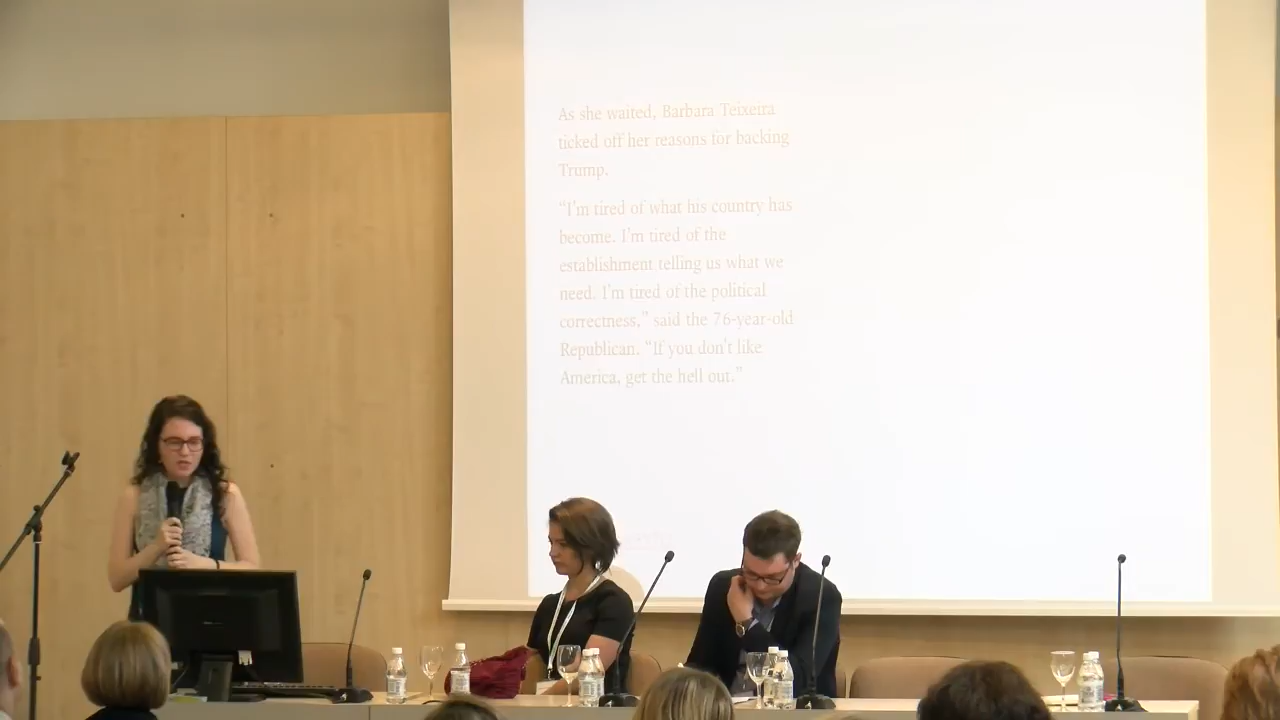 As she waited, Barbara Teixeira
ticked off her reasons for backing
Trump.
“I'm tired of what his country has
become. I'm tired of the
establishment telling us what we
need. I'm tired of the political
correctness,” said the 76-year-old
Republican. “If you don't like
America, get the hell out.”